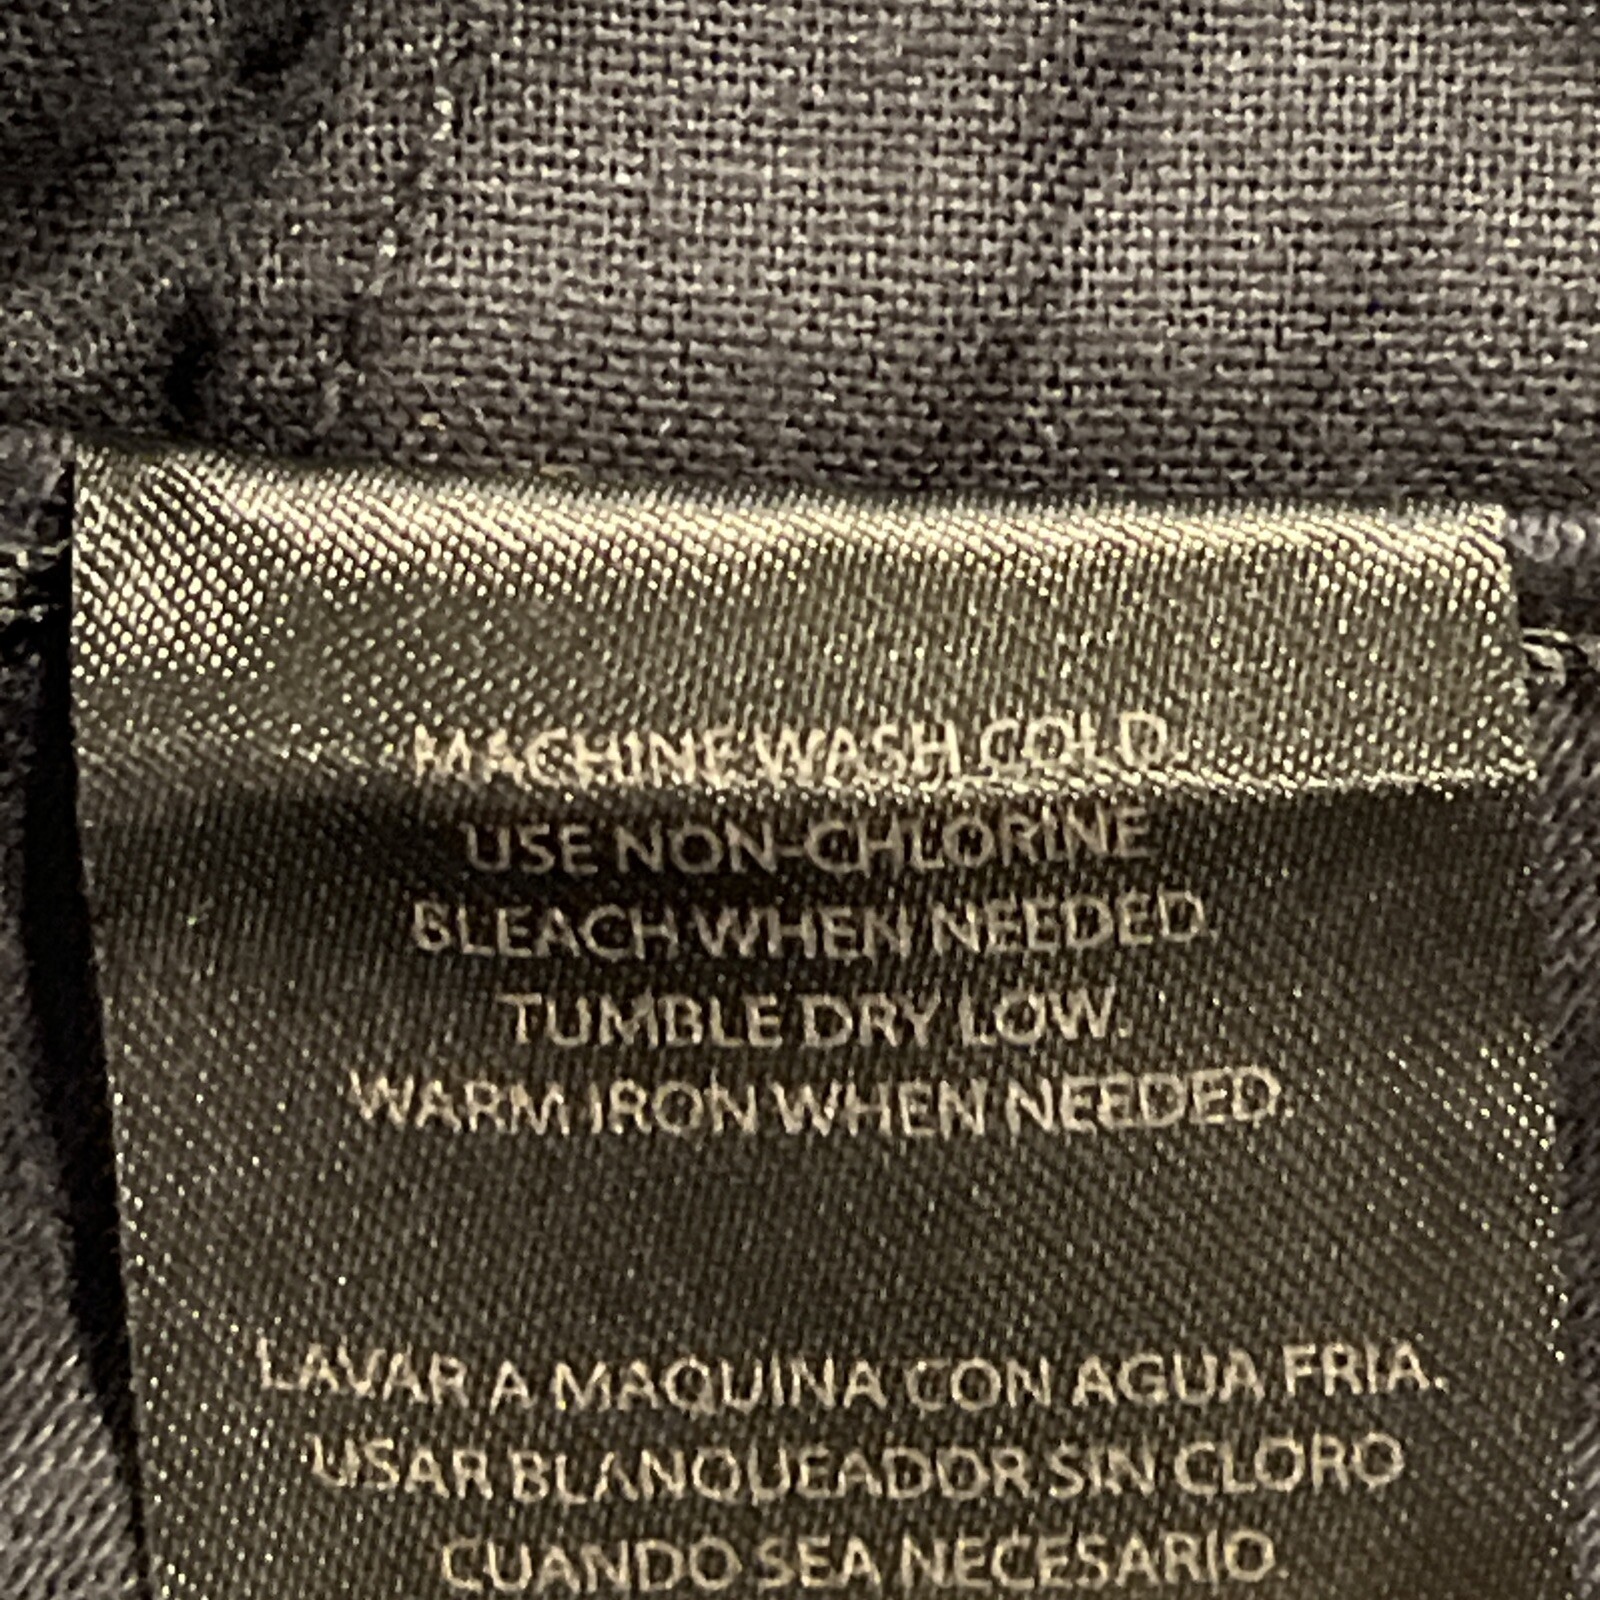 MACHINE WASH COLD.
USE NON-CHLORINE
BLEACH WHEN NEEDED.
TUMBLE DRY LOW.
WARM IRON WHEN NEEDED.
LAVAR A MAQUINA CON AGUA FRIA.
USAR BLANQUEADOR SIN CLORO
CUANDO SEA NECESARIO.